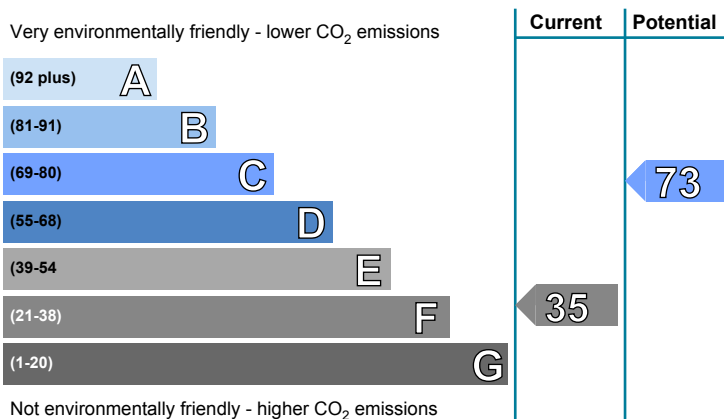 Current Potential
Very environmentally friendly - lower CO2 emissions
(92 plus) A
(81-91) B
(69-80) C
73
(55-68) D
(39-54 E
(21-38) F
35
(1-20) G
Not environmentally friendly - higher CO2 emissions